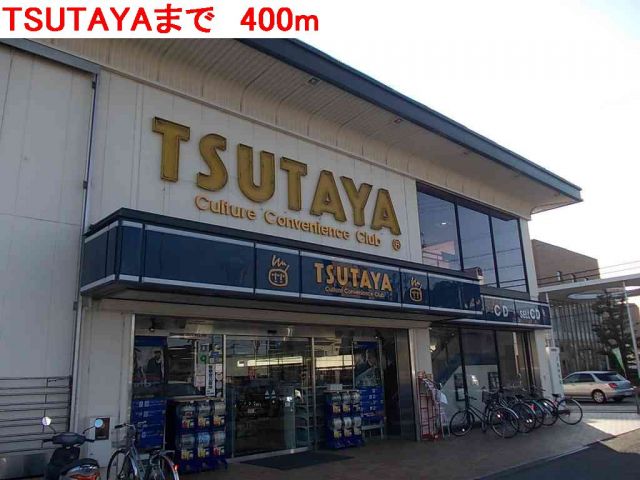 TSUTAYAまで 400m
TSUTAYA
Culture Convenience Club ®
TSUTAYA
Culture Convenience Club
CD
SELL CD